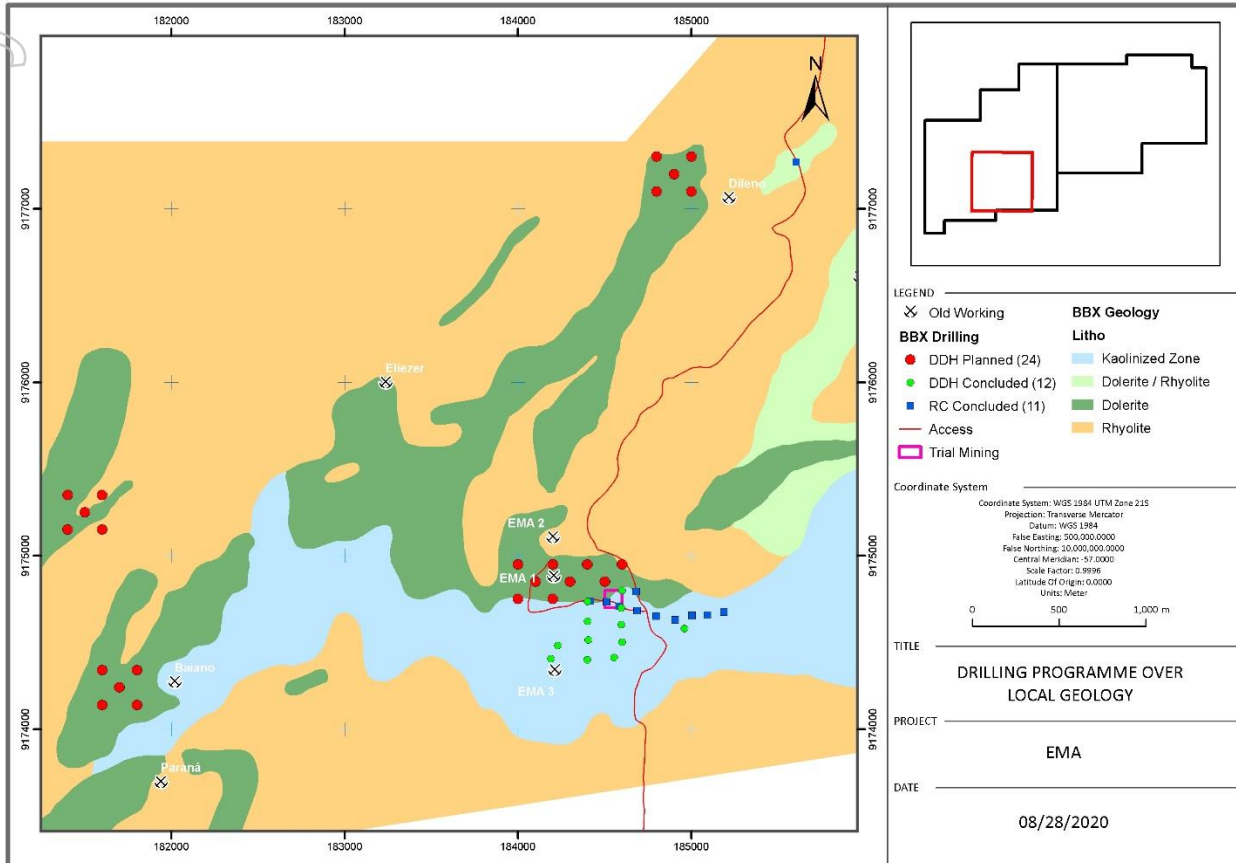 182000 183000 184000 185000
9177000 9177000
9176000 9176000
9175000 9175000
9174000 9174000
182000 183000 184000 185000
N
Dileno
Eliezer
EMA 2
EMA 1
EMA 3
Baiano
Paraná
LEGEND
Old Working
BBX Drilling
DDH Planned (24)
DDH Concluded (12)
RC Concluded (11)
Access
Trial Mining
BBX Geology
Litho
Kaolinized Zone
Dolerite / Rhyolite
Dolerite
Rhyolite
Coordinate System
Coordinate System: WGS 1984 UTM Zone 21S
Projection: Transverse Mercator
Datum: WGS 1984
False Easting: 500,000.0000
False Northing: 10,000,000.0000
Central Meridian: -57.0000
Scale Factor: 0.9996
Latitude Of Origin: 0.0000
Units: Meter
0 500 1,000 m
TITLE
DRILLING PROGRAMME OVER
LOCAL GEOLOGY
PROJECT
EMA
DATE
08/28/2020